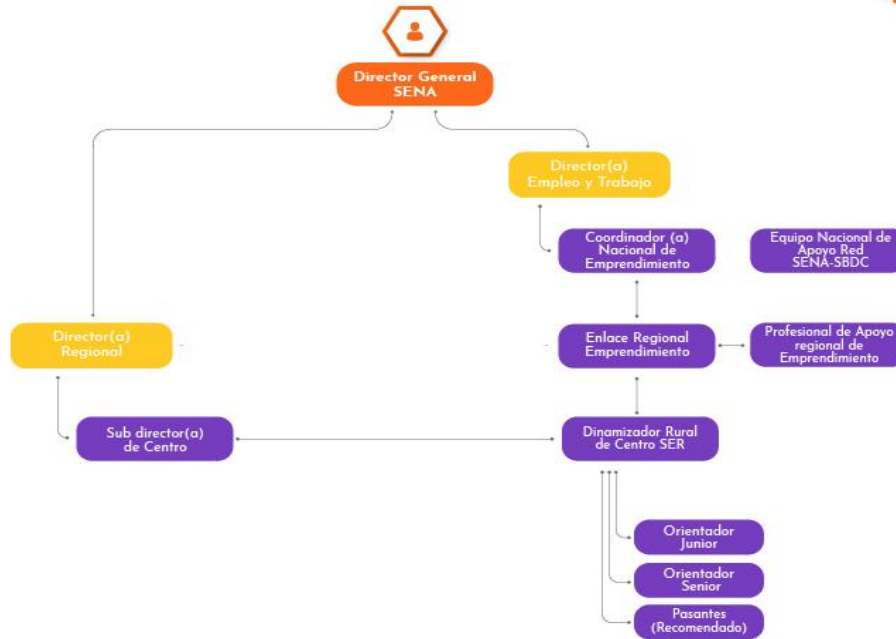 Director General
SENA
Director(a)
Empleo y Trabajo
Coordinador (a)
Nacional de
Emprendimiento
Equipo Nacional de
Apoyo Red
SENA-SBDC
Director(a)
Regional
Enlace Regional
Emprendimiento
Profesional de Apoyo
regional de
Emprendimiento
Sub director(a)
de Centro
Dinamizador Rural
de Centro SER
Orientador
Junior
Orientador
Senior
Pasantes
(Recomendado)